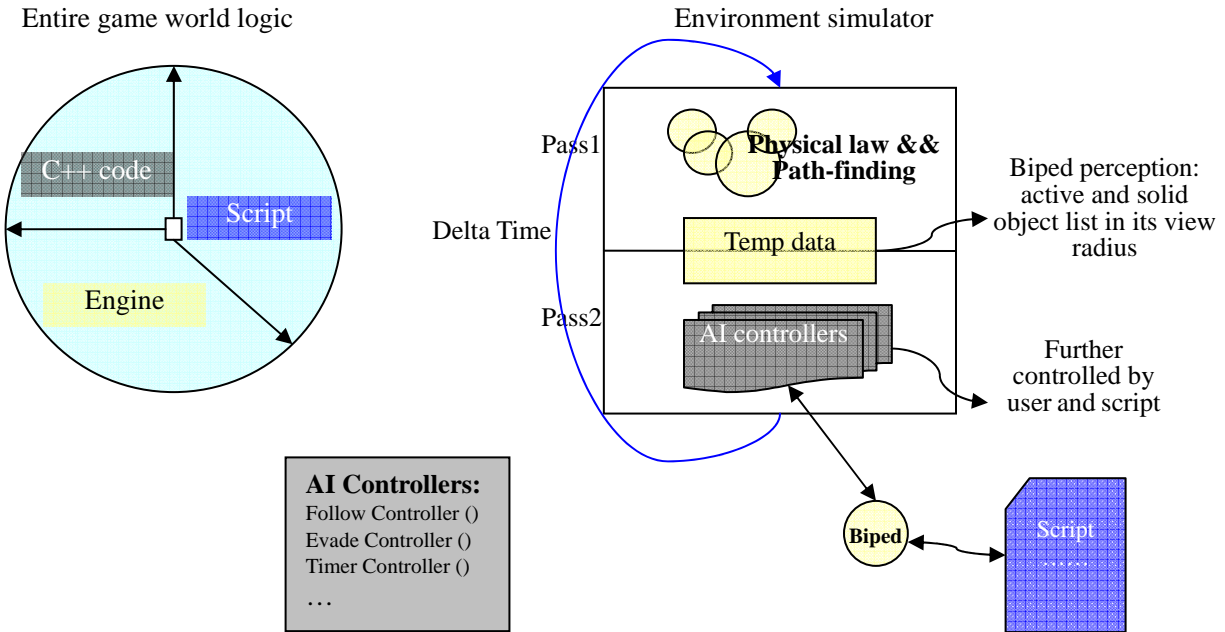 Entire game world logic
C++ code
Script
Engine
Environment simulator
Pass1
Physical law &&
Path-finding
Delta Time
Temp data
Biped perception:
active and solid
object list in its view
radius
Pass2
AI controllers
Further
controlled by
user and script
AI Controllers:
Follow Controller ()
Evade Controller ()
Timer Controller ()
…
Biped
Script
……